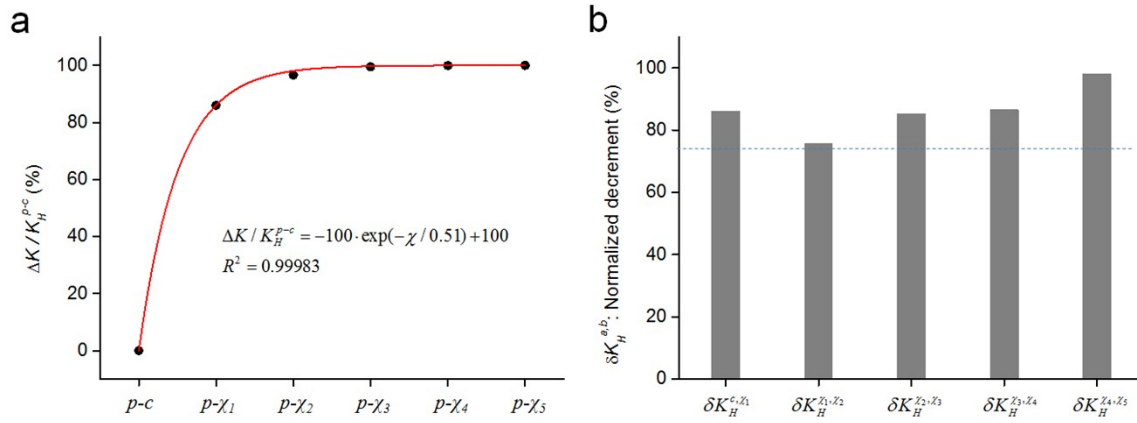 a
ΔK / K_H^{p-c} (%)
100
80
60
40
20
0
ΔK / K_H^{p-c} = -100·exp(-χ / 0.51)+100
R² = 0.99983
p-c p-χ₁ p-χ₂ p-χ₃ p-χ₄ p-χ₅
b
δK_H^{a,b}: Normalized decrement (%)
100
80
60
40
20
0
δK_H^{c,χ₁} δK_H^{χ₁,χ₂} δK_H^{χ₂,χ₃} δK_H^{χ₃,χ₄} δK_H^{χ₄,χ₅}